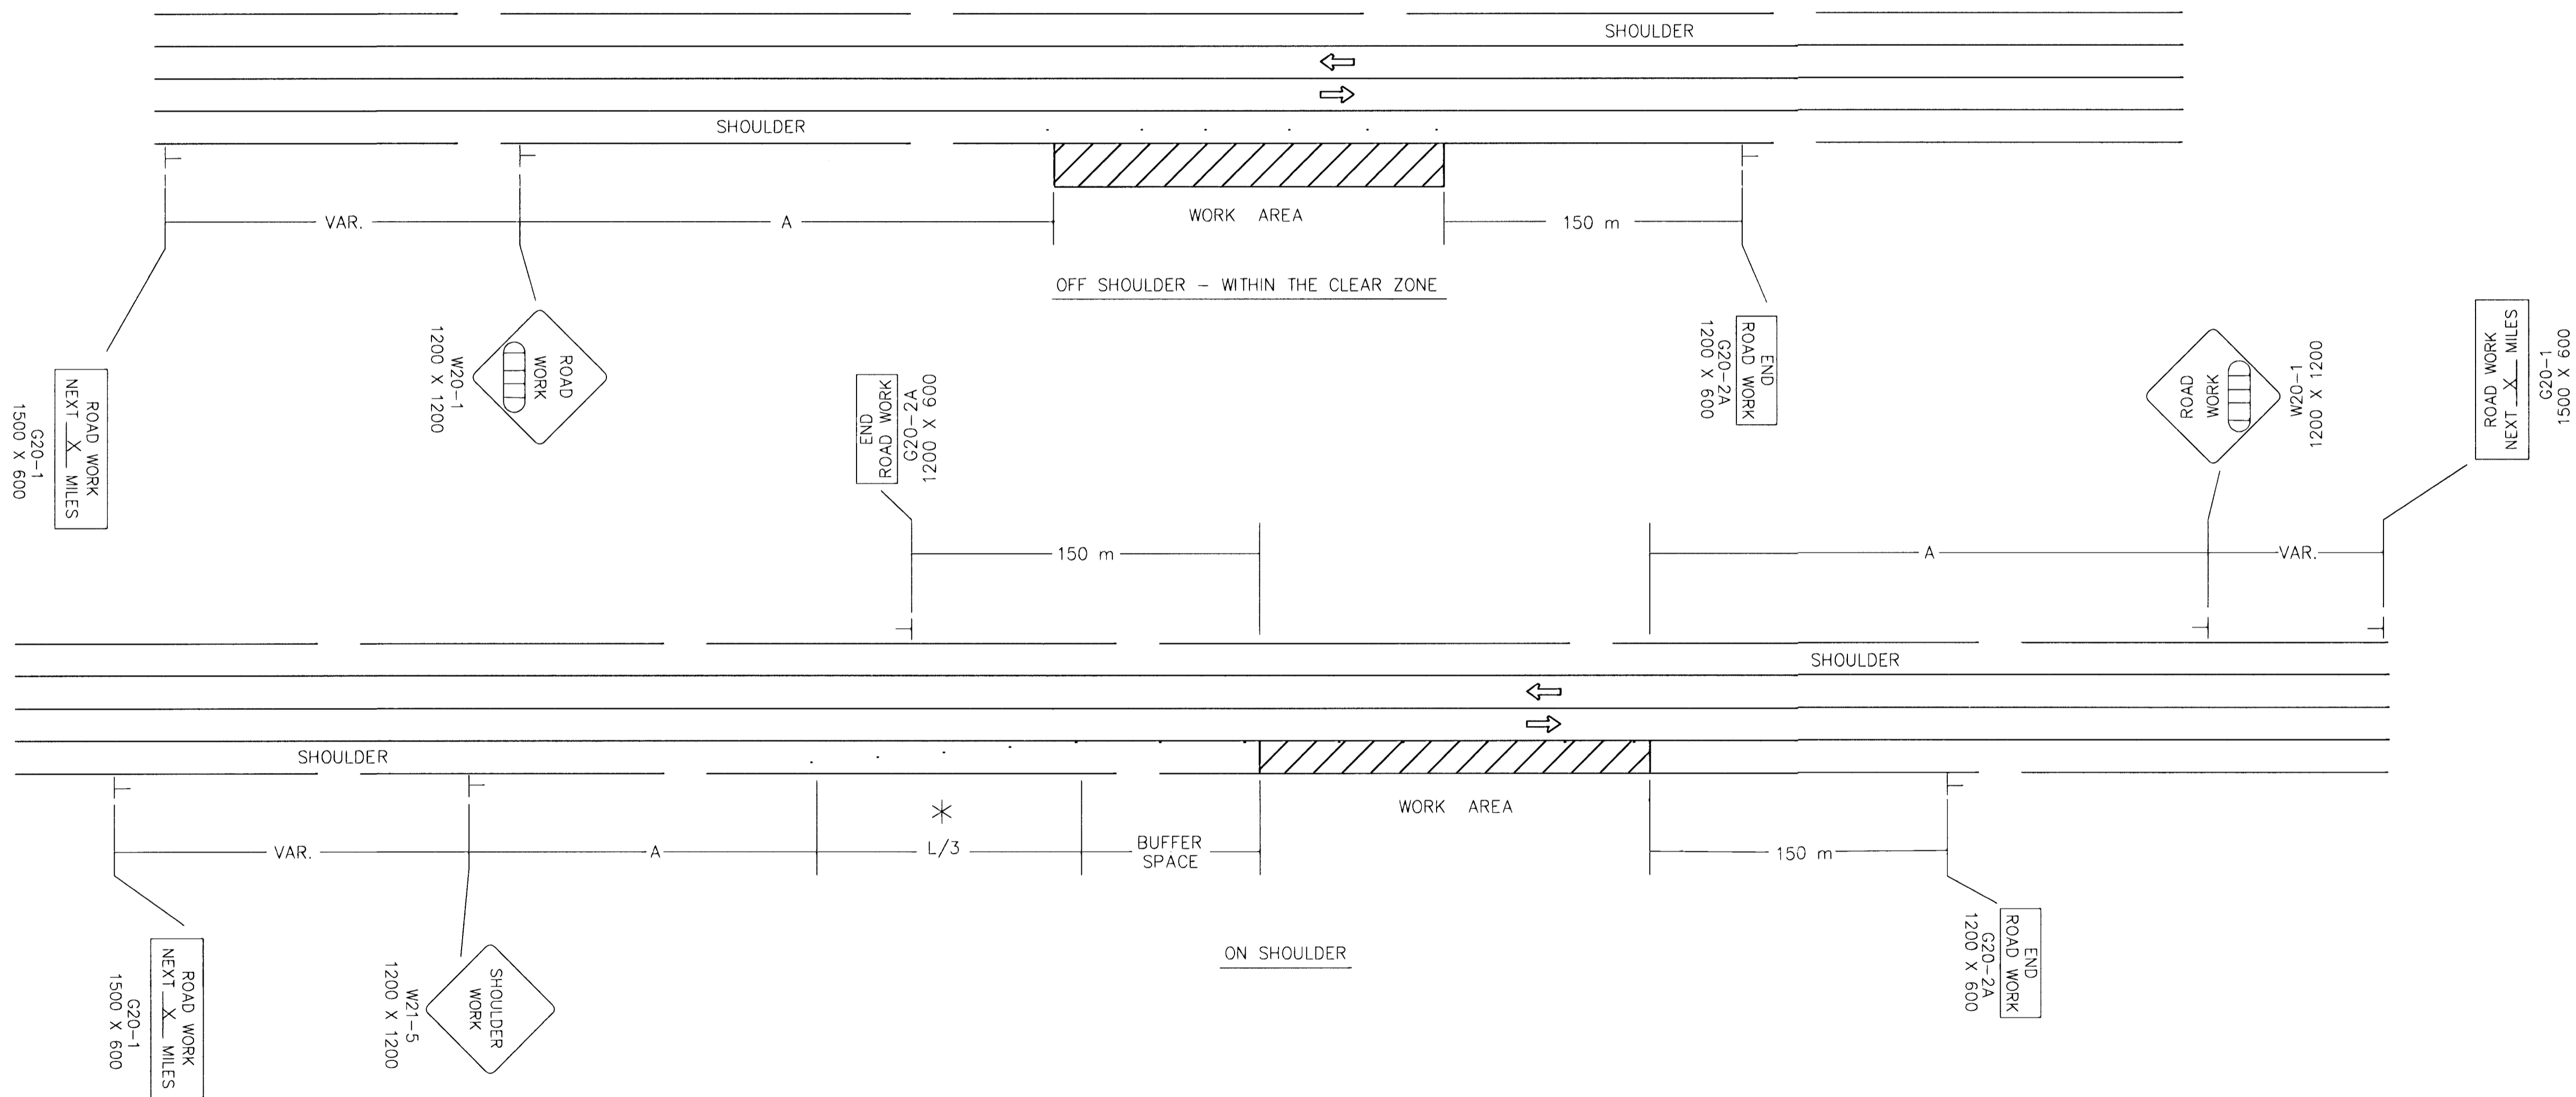 SHOULDER
SHOULDER
VAR.
A
WORK AREA
150 m
OFF SHOULDER - WITHIN THE CLEAR ZONE
ROAD WORK
NEXT X MILES
G20-1
1500 X 600
ROAD
WORK
W20-1
1200 X 1200
END
ROAD WORK
G20-2A
1200 X 600
END
ROAD WORK
G20-2A
1200 X 600
ROAD
WORK
W20-1
1200 X 1200
ROAD WORK
NEXT X MILES
G20-1
1500 X 600
150 m
A
VAR.
SHOULDER
SHOULDER
VAR.
A
*
L/3
BUFFER
SPACE
WORK AREA
150 m
ON SHOULDER
ROAD WORK
NEXT X MILES
G20-1
1500 X 600
SHOULDER
WORK
W21-5
1200 X 1200
END
ROAD WORK
G20-2A
1200 X 600